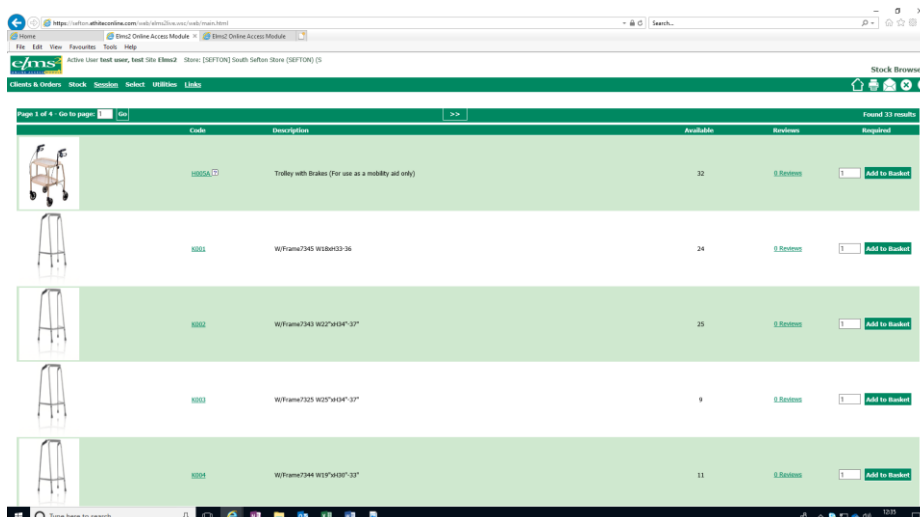 https://sefton.ethiteconline.com/web/elms2live.wsc/web/main.html
Search...
Home
Elms2 Online Access Module
Elms2 Online Access Module
File Edit View Favourites Tools Help
elms2
Active User test user, test Site Elms2 Store: [SEFTON] South Sefton Store (SEFTON) (S
Stock Browse
Clients & Orders Stock Session Select Utilities Links
Page 1 of 4 - Go to page: 1 Go >> Found 33 results
Code Description Available Reviews Required
H005A Trolley with Brakes (For use as a mobility aid only) 32 0 Reviews 1 Add to Basket
K001 W/Frame7345 W18xH33-36 24 0 Reviews 1 Add to Basket
K002 W/Frame7343 W22"xH34"-37" 25 0 Reviews 1 Add to Basket
K003 W/Frame7325 W25"xH34"-37" 9 0 Reviews 1 Add to Basket
K004 W/Frame7344 W19"xH30"-33" 11 0 Reviews 1 Add to Basket
Type here to search
12:15